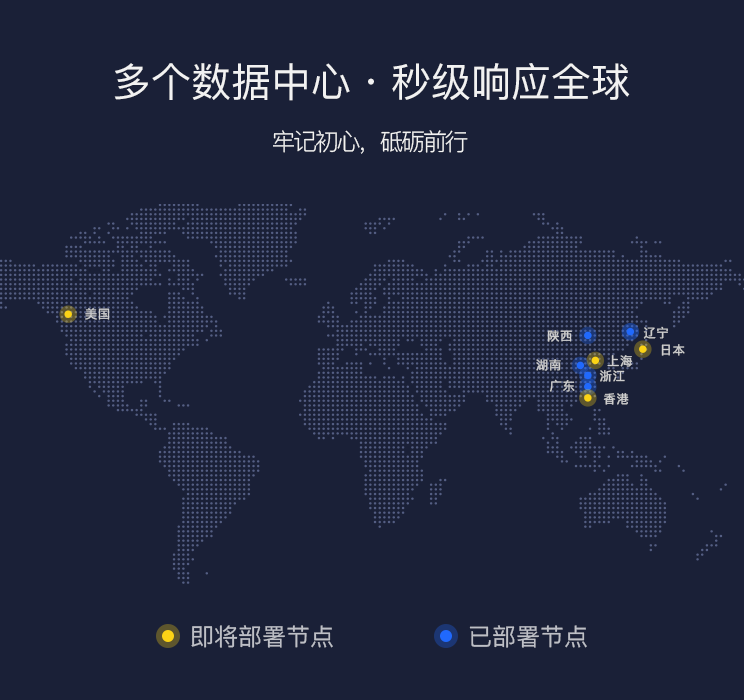 多个数据中心 · 秒级响应全球
牢记初心，砥砺前行
美国
陕西
辽宁
日本
上海
湖南
浙江
广东
香港
即将部署节点
已部署节点